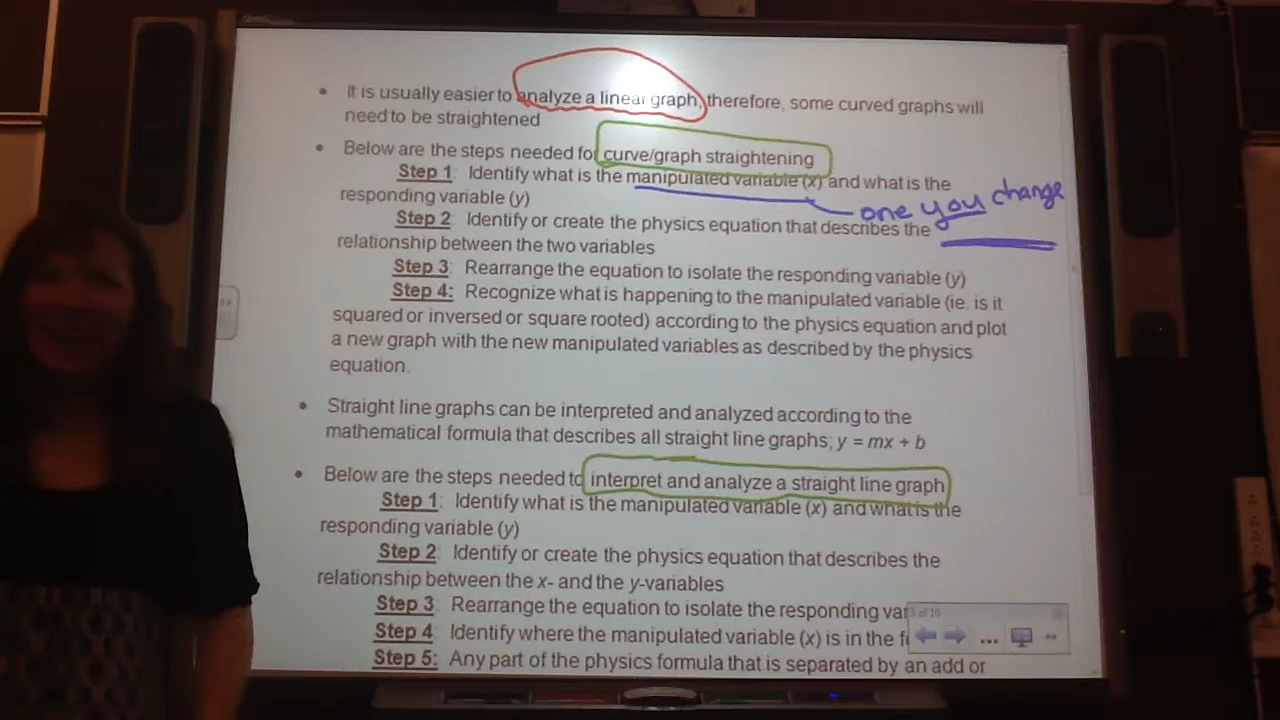 • It is usually easier to analyze a linear graph, therefore, some curved graphs will
need to be straightened
• Below are the steps needed for curve/graph straightening
Step 1: Identify what is the manipulated variable (x) and what is the
responding variable (y)
one you change
Step 2: Identify or create the physics equation that describes the
relationship between the two variables
Step 3: Rearrange the equation to isolate the responding variable (y)
Step 4: Recognize what is happening to the manipulated variable (ie. is it
squared or inversed or square rooted) according to the physics equation and plot
a new graph with the new manipulated variables as described by the physics
equation.
• Straight line graphs can be interpreted and analyzed according to the
mathematical formula that describes all straight line graphs; y = mx + b
• Below are the steps needed to interpret and analyze a straight line graph
Step 1: Identify what is the manipulated variable (x) and what is the
responding variable (y)
Step 2: Identify or create the physics equation that describes the
relationship between the x- and the y-variables
Step 3: Rearrange the equation to isolate the responding
of 10
Step 4: Identify where the manipulated variable (x) is in the
Step 5: Any part of the physics formula that is separated by an add or